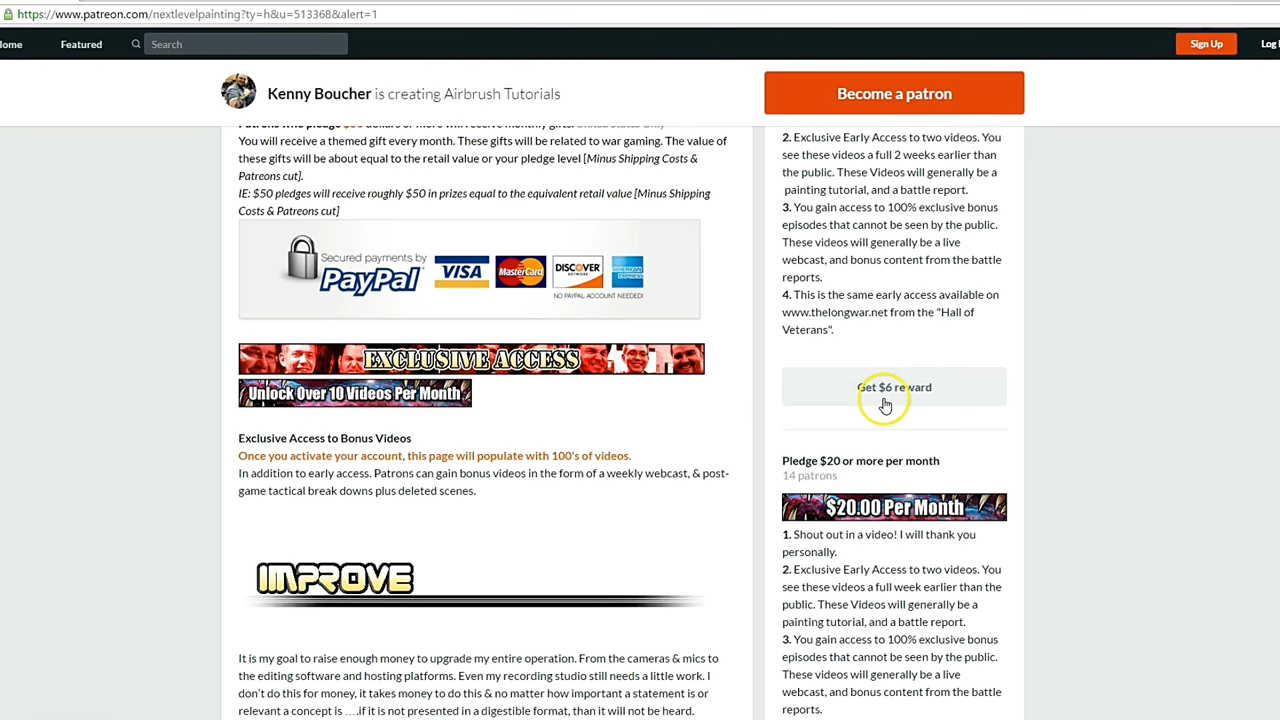 https://www.patreon.com/nextlevelpainting?ty=h&u=513368&alert=1
Home
Featured
Search
Sign Up
Log
Kenny Boucher is creating Airbrush Tutorials
Become a patron
Patrons who pledge $50 dollars or more will receive monthly gifts. United States Only
You will receive a themed gift every month. These gifts will be related to war gaming. The value of
these gifts will be about equal to the retail value or your pledge level [Minus Shipping Costs &
Patreons cut].
IE: $50 pledges will receive roughly $50 in prizes equal to the equivalent retail value [Minus Shipping
Costs & Patreons cut]
Secured payments by
PayPal
VISA
MasterCard
DISCOVER
NETWORK
AMERICAN
EXPRESS
NO PAYPAL ACCOUNT NEEDED!
EXCLUSIVE ACCESS
Unlock Over 10 Videos Per Month
Exclusive Access to Bonus Videos
Once you activate your account, this page will populate with 100's of videos.
In addition to early access. Patrons can gain bonus videos in the form of a weekly webcast, & post-
game tactical break downs plus deleted scenes.
IMPROVE
It is my goal to raise enough money to upgrade my entire operation. From the cameras & mics to
the editing software and hosting platforms. Even my recording studio still needs a little work. I
don't do this for money, it takes money to do this & no matter how important a statement is or
relevant a concept is ....if it is not presented in a digestible format, than it will not be heard.
2. Exclusive Early Access to two videos. You
see these videos a full 2 weeks earlier than
the public. These Videos will generally be a
painting tutorial, and a battle report.
3. You gain access to 100% exclusive bonus
episodes that cannot be seen by the public.
These videos will generally be a live
webcast, and bonus content from the battle
reports.
4. This is the same early access available on
www.thelongwar.net from the "Hall of
Veterans".
Get $6 reward
Pledge $20 or more per month
14 patrons
$20.00 Per Month
1. Shout out in a video! I will thank you
personally.
2. Exclusive Early Access to two videos. You
see these videos a full week earlier than the
public. These Videos will generally be a
painting tutorial, and a battle report.
3. You gain access to 100% exclusive bonus
episodes that cannot be seen by the public.
These videos will generally be a live
webcast, and bonus content from the battle
reports.